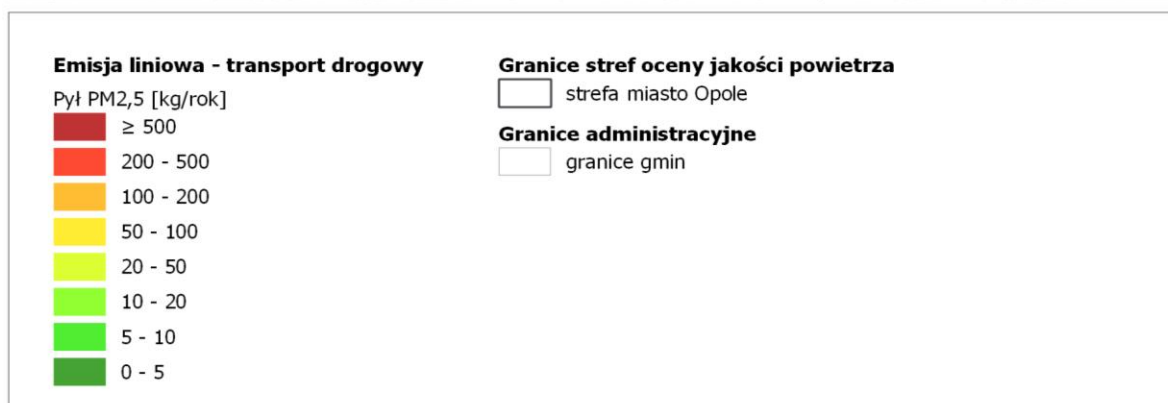 Emisja liniowa - transport drogowy
Pył PM2,5 [kg/rok]
≥ 500
200 - 500
100 - 200
50 - 100
20 - 50
10 - 20
5 - 10
0 - 5
Granice stref oceny jakości powietrza
strefa miasto Opole
Granice administracyjne
granice gmin